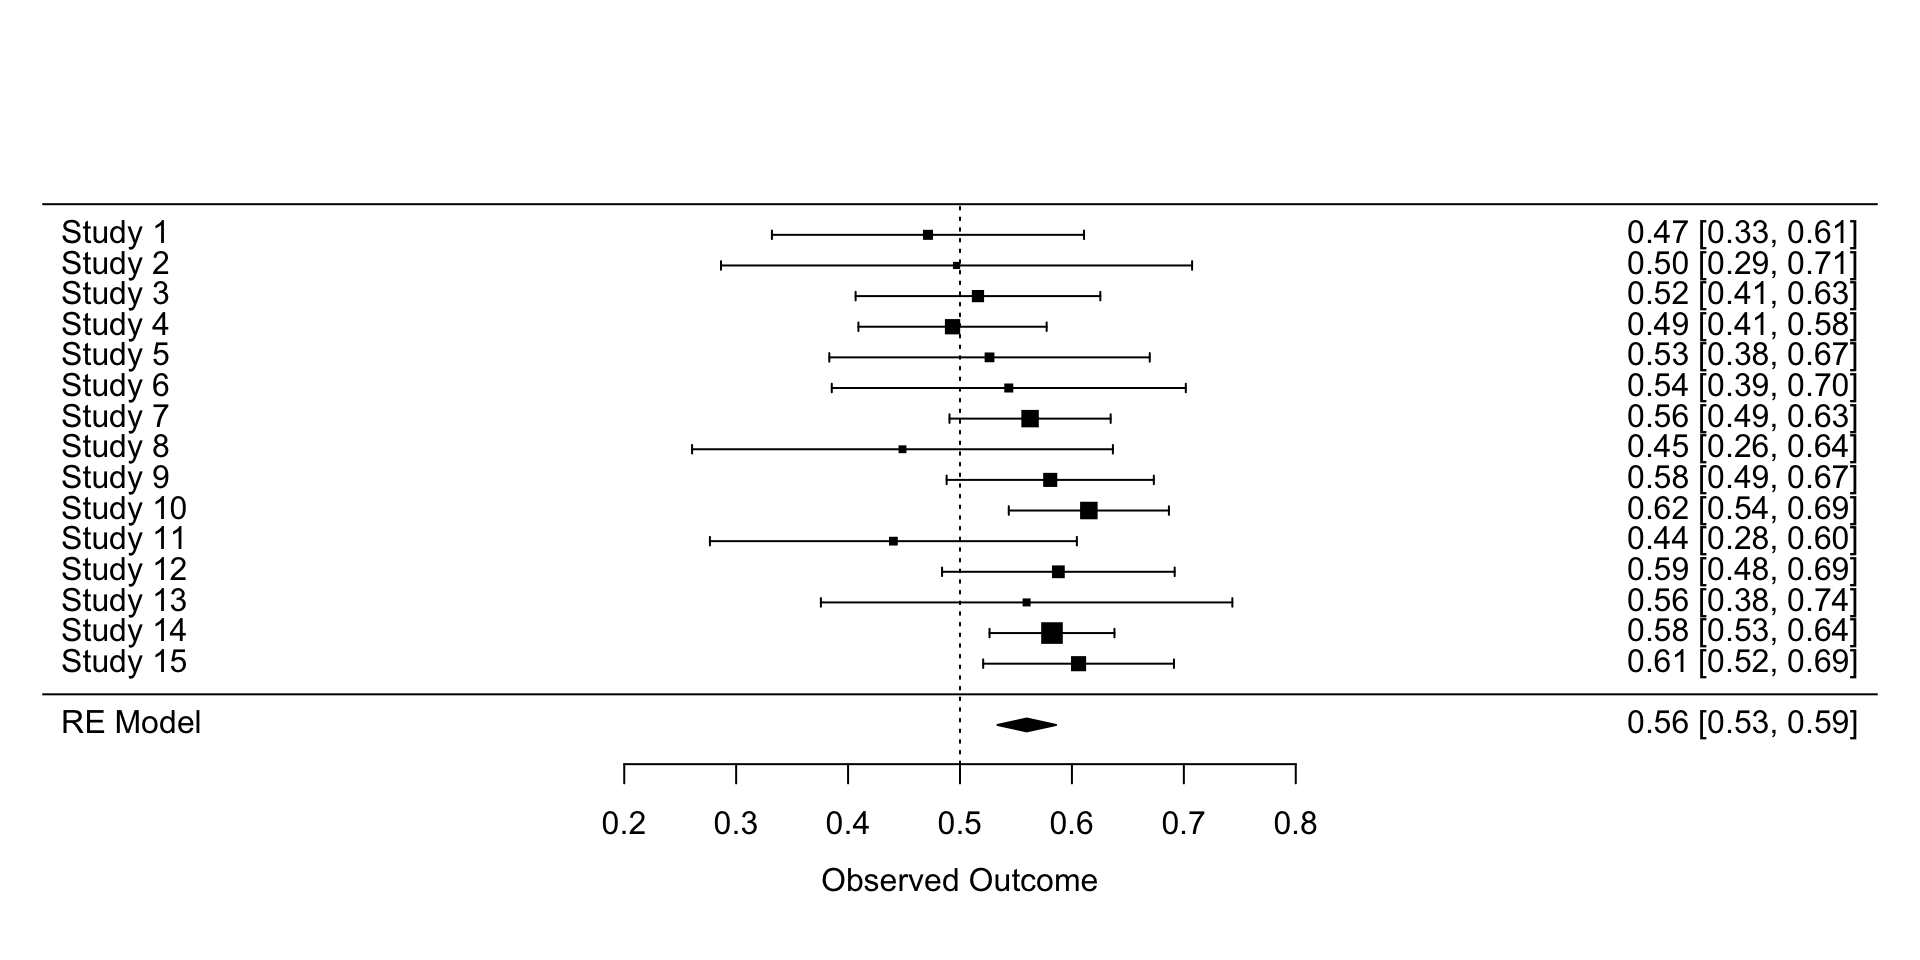 Study 1 0.47 [0.33, 0.61]
Study 2 0.50 [0.29, 0.71]
Study 3 0.52 [0.41, 0.63]
Study 4 0.49 [0.41, 0.58]
Study 5 0.53 [0.38, 0.67]
Study 6 0.54 [0.39, 0.70]
Study 7 0.56 [0.49, 0.63]
Study 8 0.45 [0.26, 0.64]
Study 9 0.58 [0.49, 0.67]
Study 10 0.62 [0.54, 0.69]
Study 11 0.44 [0.28, 0.60]
Study 12 0.59 [0.48, 0.69]
Study 13 0.56 [0.38, 0.74]
Study 14 0.58 [0.53, 0.64]
Study 15 0.61 [0.52, 0.69]
RE Model 0.56 [0.53, 0.59]
0.2 0.3 0.4 0.5 0.6 0.7 0.8
Observed Outcome